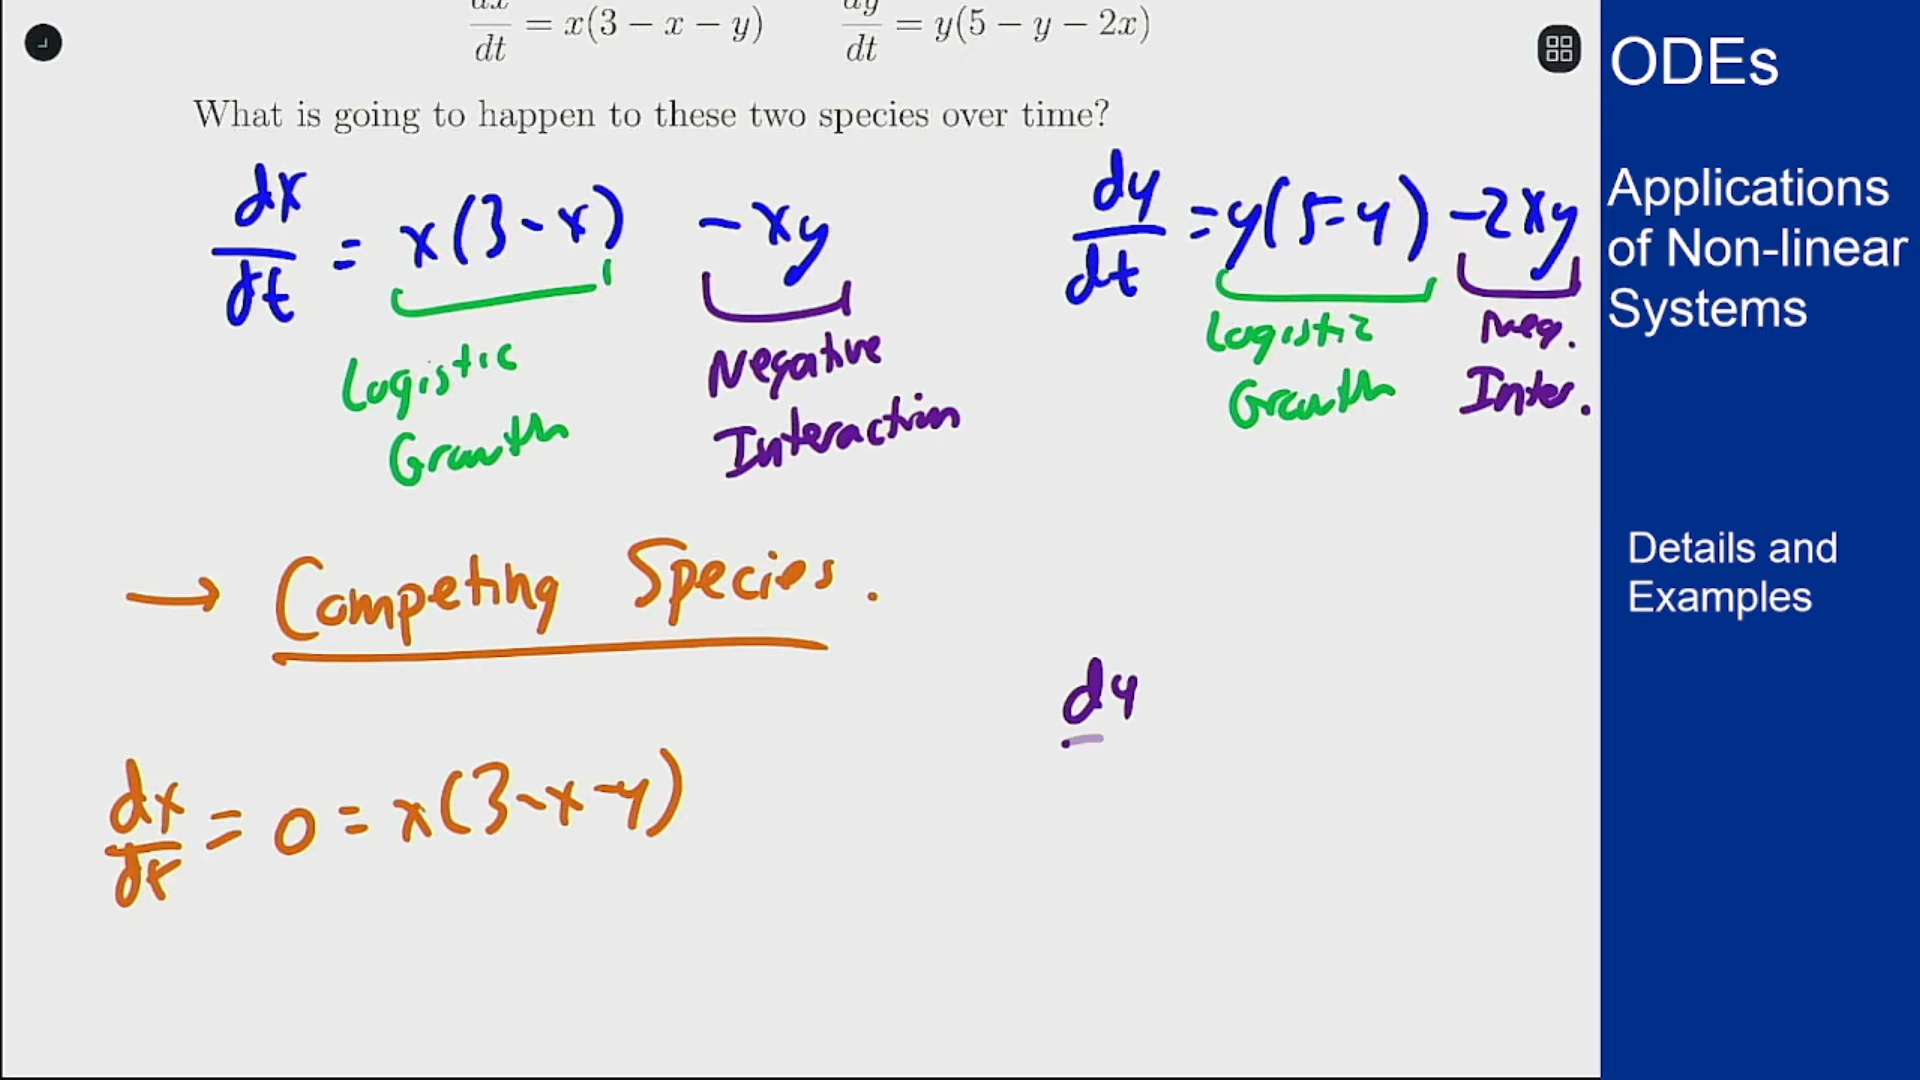 dx/dt = x(3 − x − y) dy/dt = y(5 − y − 2x)
What is going to happen to these two species over time?
dx/dt = x(3-x) -xy dy/dt = y(5-y) -2xy
Logistic Growth Negative Interaction Logistic Growth Neg. Inter.
→ Competing Species.
dy
dx/dt = 0 = x(3-x-y)
ODEs
Applications
of Non-linear
Systems
Details and
Examples